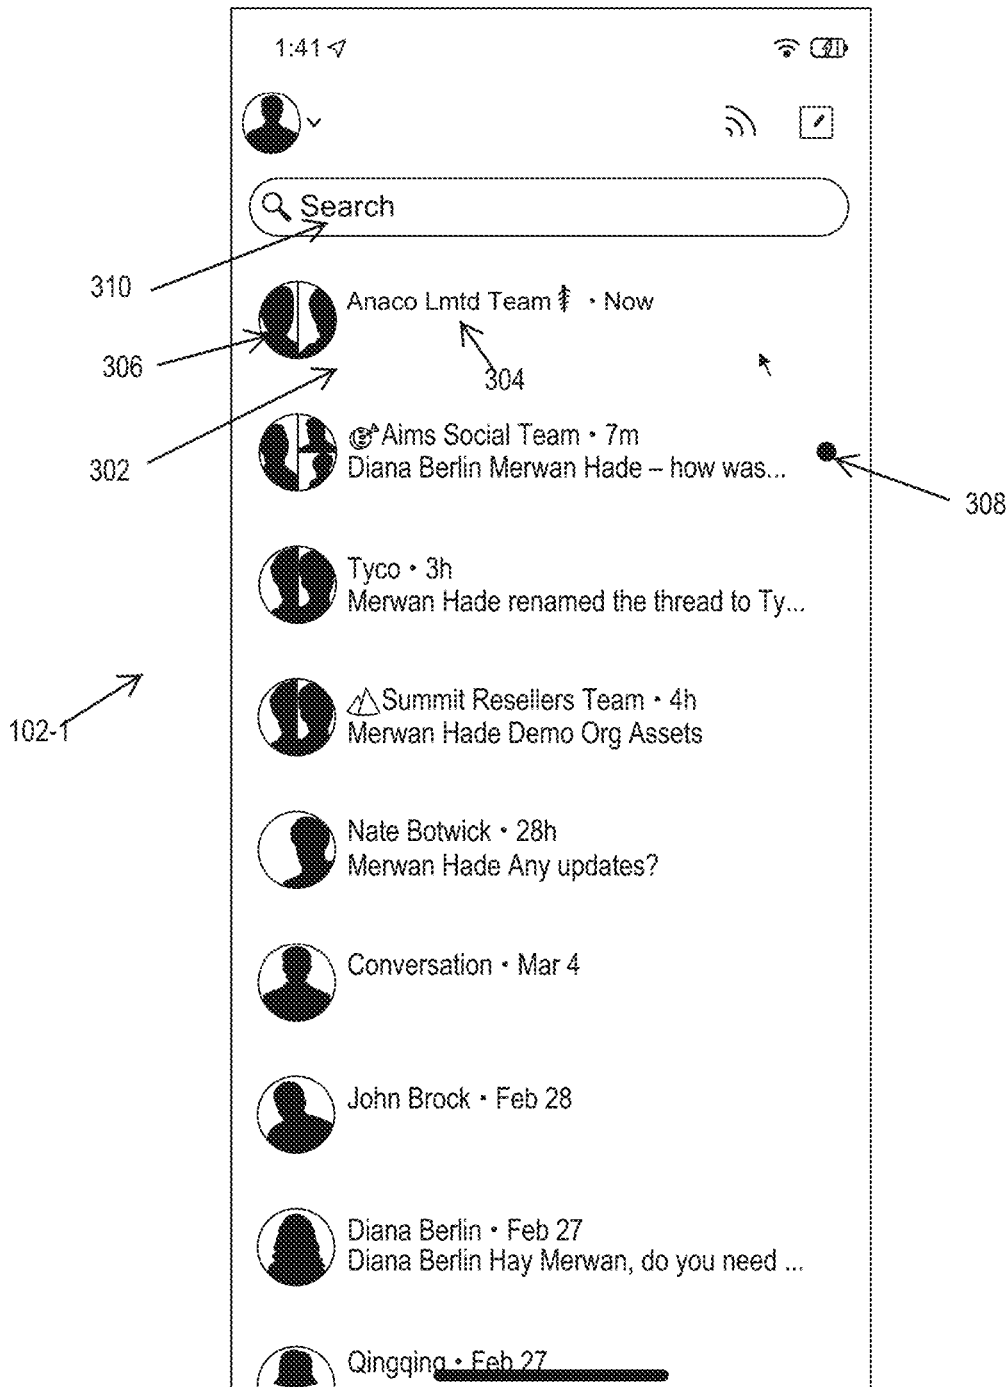 1:41
Search
310
Anaco Lmtd Team • Now
306
304
302
Aims Social Team • 7m
Diana Berlin Merwan Hade – how was...
308
Tyco • 3h
Merwan Hade renamed the thread to Ty...
Summit Resellers Team • 4h
102-1
Merwan Hade Demo Org Assets
Nate Botwick • 28h
Merwan Hade Any updates?
Conversation • Mar 4
John Brock • Feb 28
Diana Berlin • Feb 27
Diana Berlin Hay Merwan, do you need ...
Qingqing • Feb 27